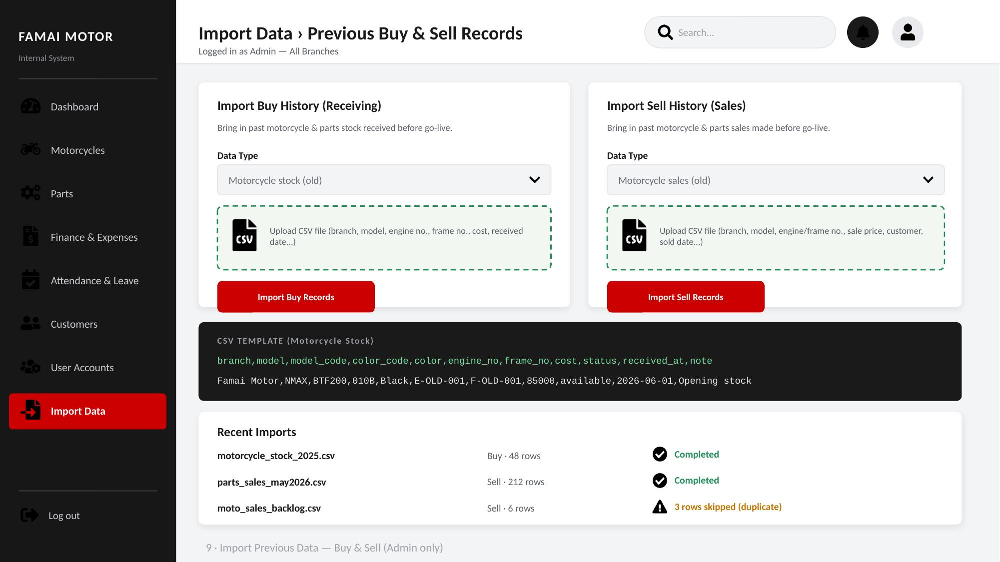 FAMAI MOTOR
Internal System
Dashboard
Motorcycles
Parts
Finance & Expenses
Attendance & Leave
Customers
User Accounts
Import Data
Log out
Import Data › Previous Buy & Sell Records
Logged in as Admin — All Branches
Search...
Import Buy History (Receiving)
Bring in past motorcycle & parts stock received before go-live.
Data Type
Motorcycle stock (old)
CSV
Upload CSV file (branch, model, engine no., frame no., cost, received
date...)
Import Buy Records
Import Sell History (Sales)
Bring in past motorcycle & parts sales made before go-live.
Data Type
Motorcycle sales (old)
CSV
Upload CSV file (branch, model, engine/frame no., sale price, customer,
sold date...)
Import Sell Records
CSV TEMPLATE (Motorcycle Stock)
branch,model,model_code,color_code,color,engine_no,frame_no,cost,status,received_at,note
Famai Motor,NMAX,BTF200,010B,Black,E-OLD-001,F-OLD-001,85000,available,2026-06-01,Opening stock
Recent Imports
motorcycle_stock_2025.csv Buy · 48 rows Completed
parts_sales_may2026.csv Sell · 212 rows Completed
moto_sales_backlog.csv Sell · 6 rows 3 rows skipped (duplicate)
9 · Import Previous Data — Buy & Sell (Admin only)